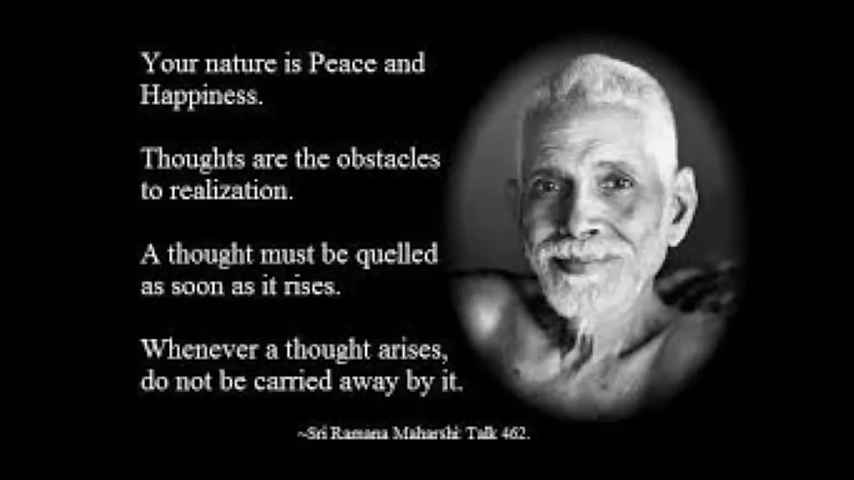 Your nature is Peace and
Happiness.
Thoughts are the obstacles
to realization.
A thought must be quelled
as soon as it rises.
Whenever a thought arises,
do not be carried away by it.
~Sri Ramana Maharshi: Talk 462.